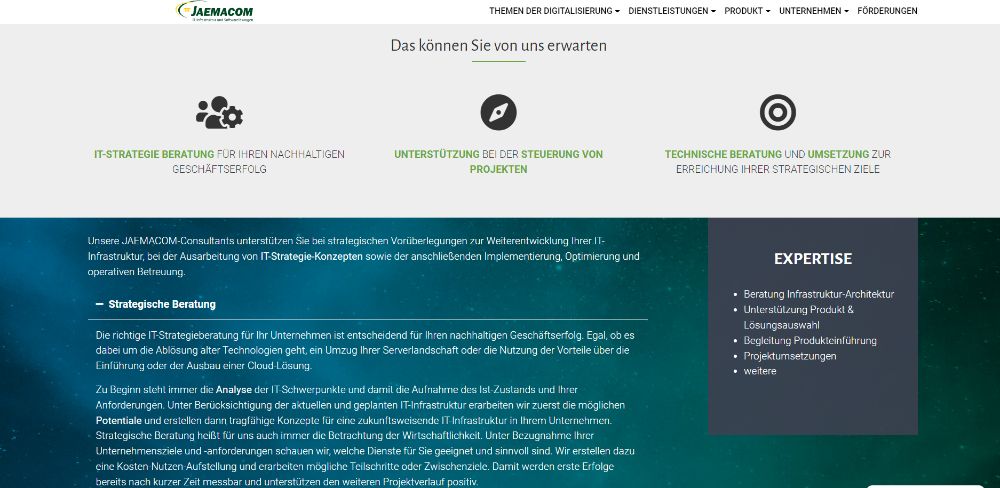 JAEMACOM
IT-Infrastruktur und Softwarelösungen
THEMEN DER DIGITALISIERUNG DIENSTLEISTUNGEN PRODUKT UNTERNEHMEN FÖRDERUNGEN
Das können Sie von uns erwarten
IT-STRATEGIE BERATUNG FÜR IHREN NACHHALTIGEN
GESCHÄFTSERFOLG
UNTERSTÜTZUNG BEI DER STEUERUNG VON
PROJEKTEN
TECHNISCHE BERATUNG UND UMSETZUNG ZUR
ERREICHUNG IHRER STRATEGISCHEN ZIELE
Unsere JAEMACOM-Consultants unterstützen Sie bei strategischen Vorüberlegungen zur Weiterentwicklung Ihrer IT-
Infrastruktur, bei der Ausarbeitung von IT-Strategie-Konzepten sowie der anschließenden Implementierung, Optimierung und
operativen Betreuung.
Strategische Beratung
Die richtige IT-Strategieberatung für Ihr Unternehmen ist entscheidend für Ihren nachhaltigen Geschäftserfolg. Egal, ob es
dabei um die Ablösung alter Technologien geht, ein Umzug Ihrer Serverlandschaft oder die Nutzung der Vorteile über die
Einführung oder der Ausbau einer Cloud-Lösung.
Zu Beginn steht immer die Analyse der IT-Schwerpunkte und damit die Aufnahme des Ist-Zustands und Ihrer
Anforderungen. Unter Berücksichtigung der aktuellen und geplanten IT-Infrastruktur erarbeiten wir zuerst die möglichen
Potentiale und erstellen dann tragfähige Konzepte für eine zukunftsweisende IT-Infrastruktur in Ihrem Unternehmen.
Strategische Beratung heißt für uns auch immer die Betrachtung der Wirtschaftlichkeit. Unter Bezugnahme Ihrer
Unternehmensziele und -anforderungen schauen wir, welche Dienste für Sie geeignet und sinnvoll sind. Wir erstellen dazu
eine Kosten-Nutzen-Aufstellung und erarbeiten mögliche Teilschritte oder Zwischenziele. Damit werden erste Erfolge
bereits nach kurzer Zeit messbar und unterstützen den weiteren Projektverlauf positiv.
EXPERTISE
Beratung Infrastruktur-Architektur
Unterstützung Produkt &
Lösungsauswahl
Begleitung Produkteinführung
Projektumsetzungen
weitere